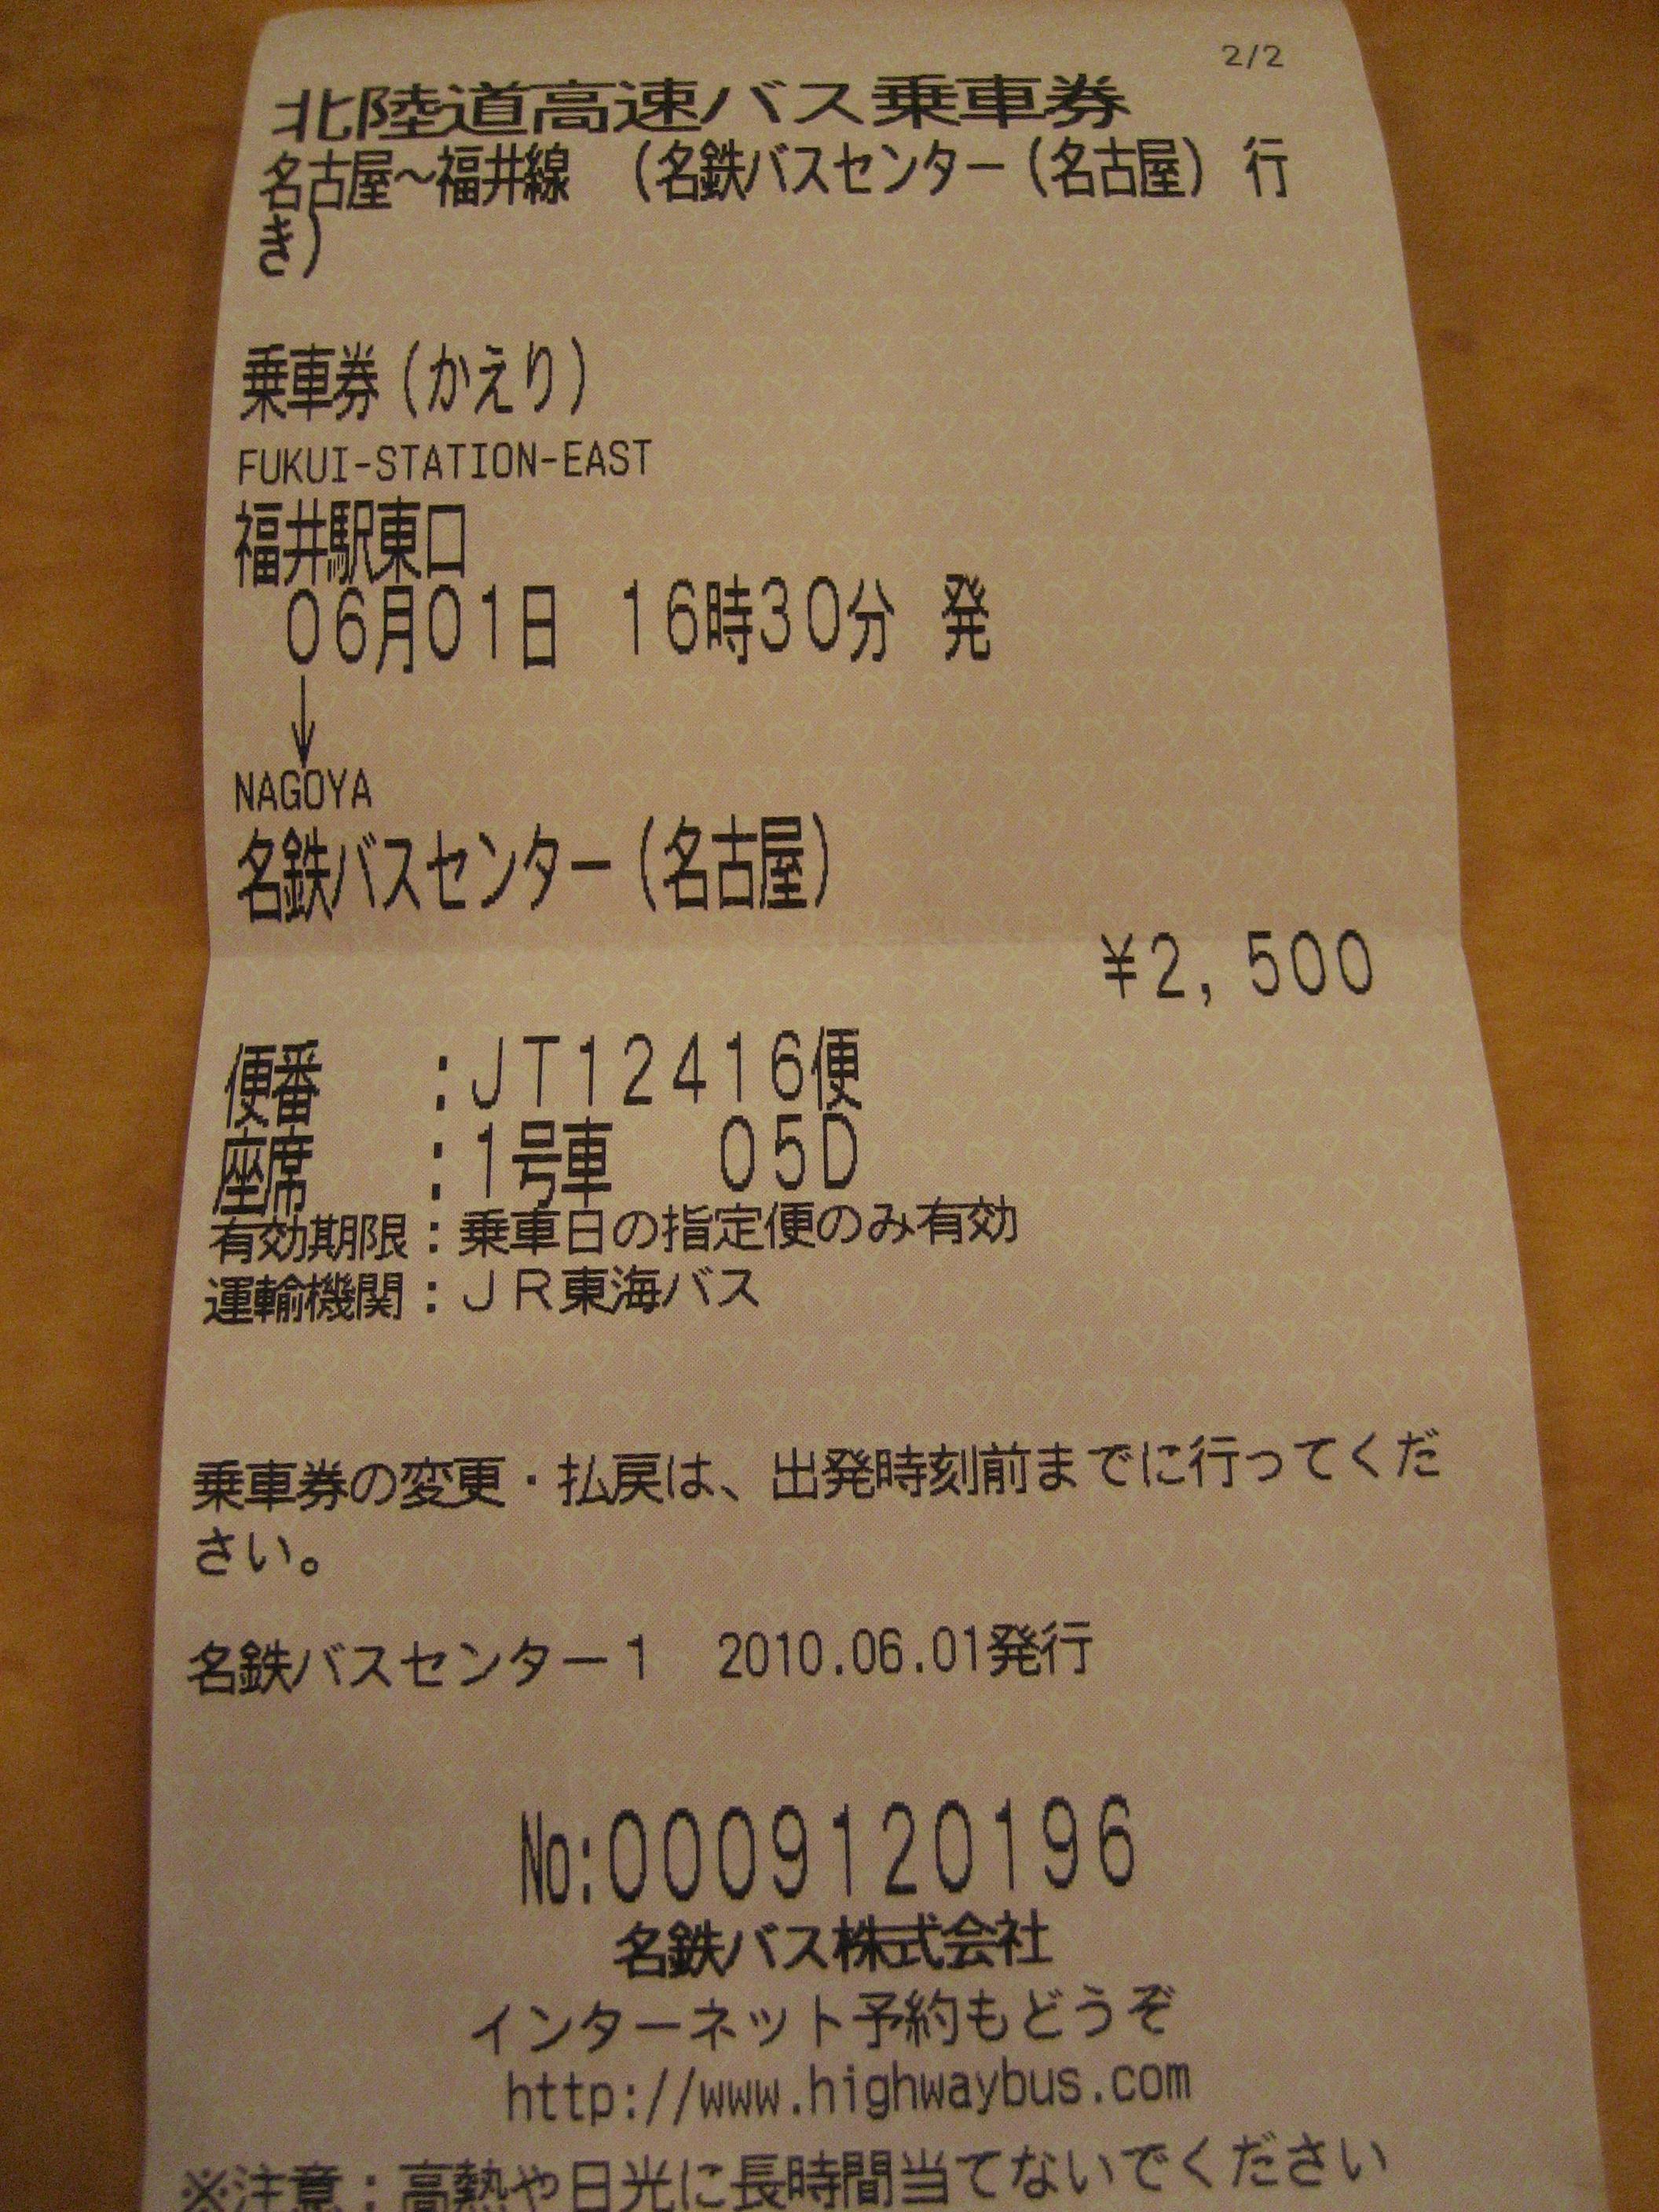 2/2
北陸道高速バス乗車券
名古屋～福井線　（名鉄バスセンター（名古屋）　行
き）
乗車券（かえり）
FUKUI-STATION-EAST
福井駅東口
06月01日　16時30分　発
↓
NAGOYA
名鉄バスセンター（名古屋）
¥2,500
便番　：JT12416便
座席　：1号車　05D
有効期限：乗車日の指定便のみ有効
運輸機関：ＪＲ東海バス
乗車券の変更・払戻は、出発時刻前までに行ってくだ
さい。
名鉄バスセンター１　2010.06.01発行
No:0009120196
名鉄バス株式会社
インターネット予約もどうぞ
http://www.highwaybus.com
※注意：高熱や日光に長時間当てないでください